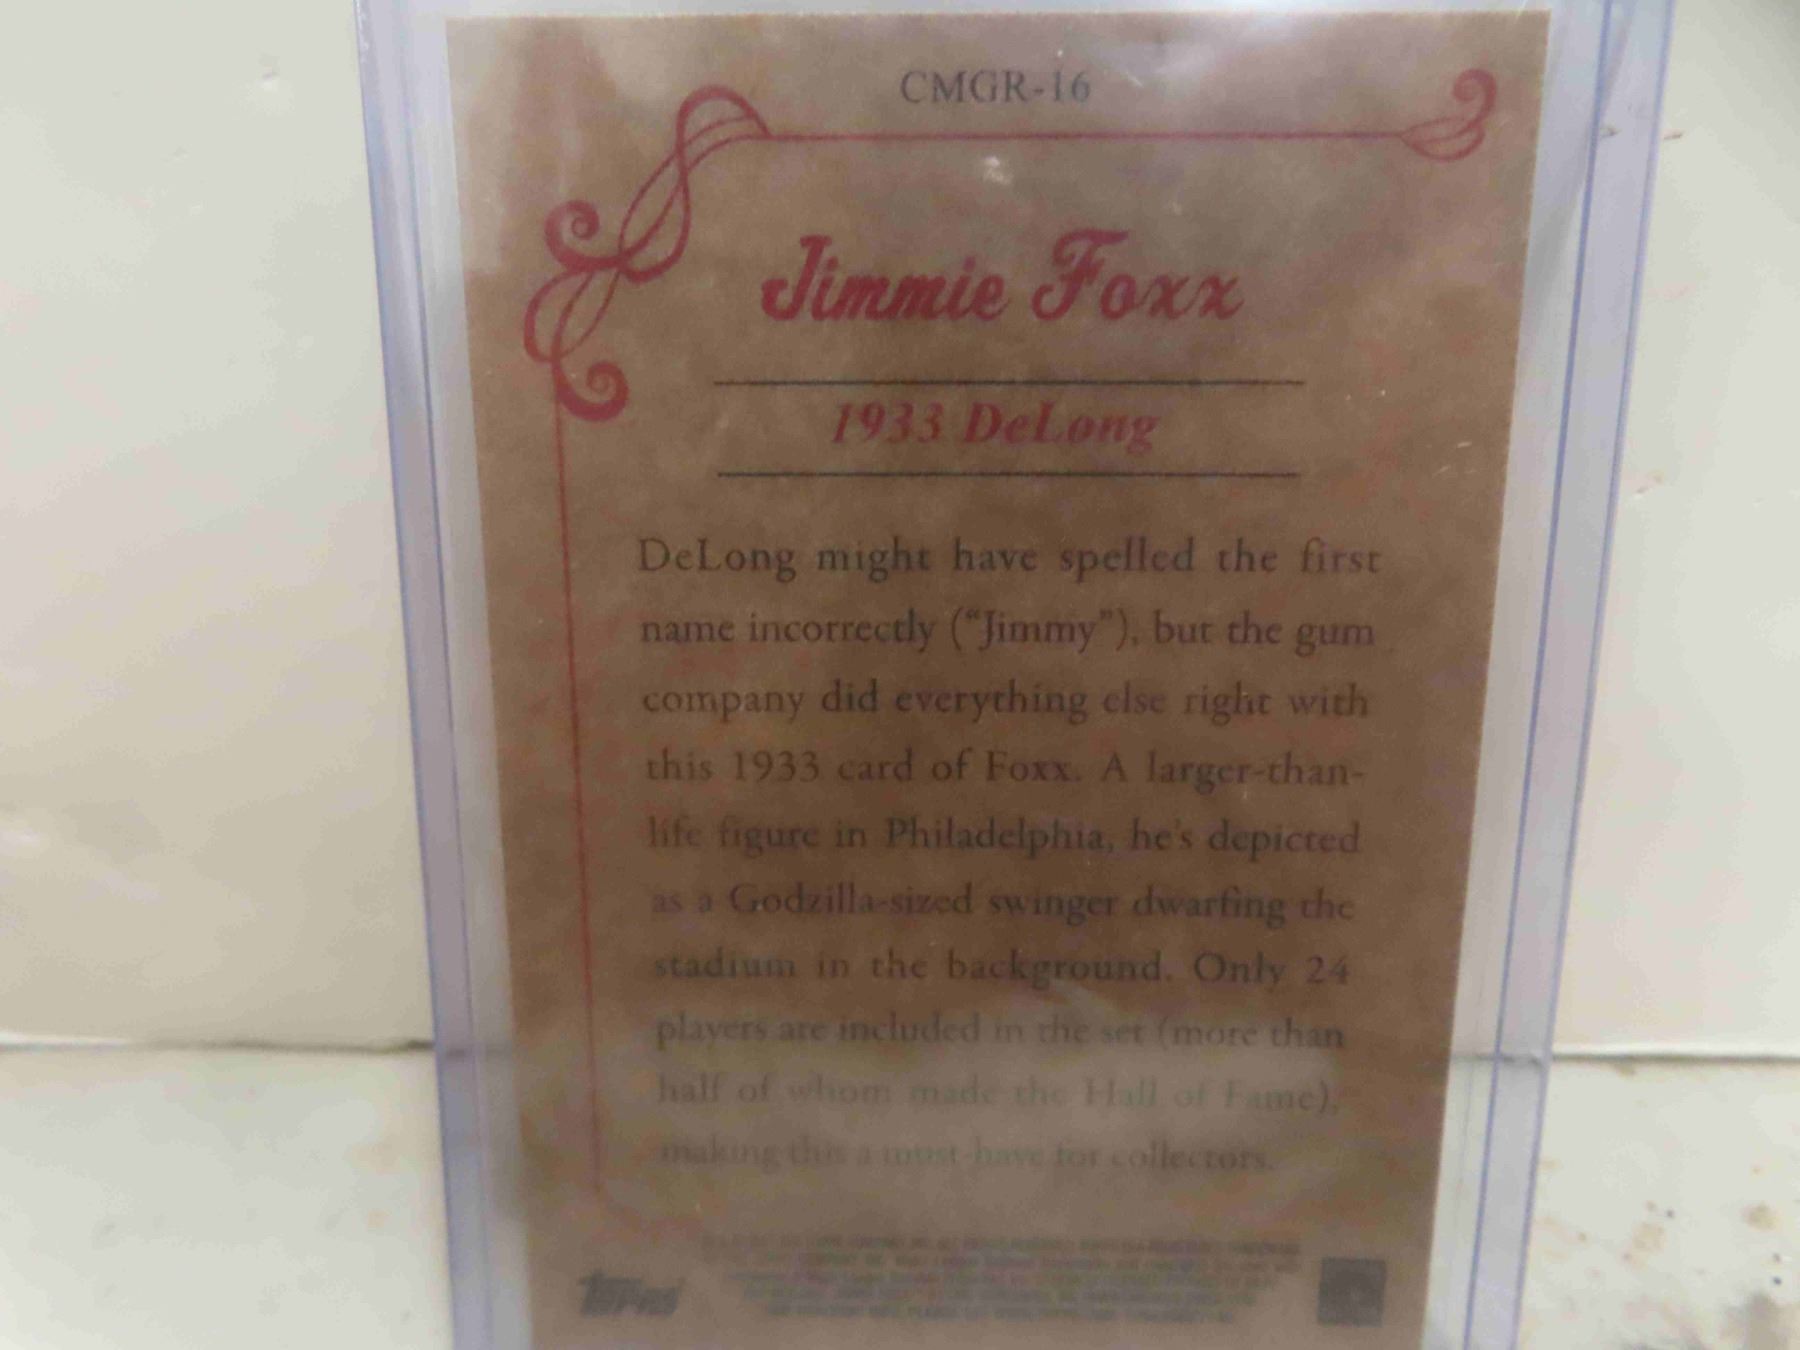 CMGR-16
Jimmie Foxx
1933 DeLong
DeLong might have spelled the first
name incorrectly (“Jimmy”), but the gum
company did everything else right with
this 1933 card of Foxx. A larger-than-
life figure in Philadelphia, he's depicted
as a Godzilla-sized swinger dwarfing the
stadium in the background. Only 24
players are included in the set (more than
half of whom made the Hall of Fame),
making this a must-have for collectors.
Topps